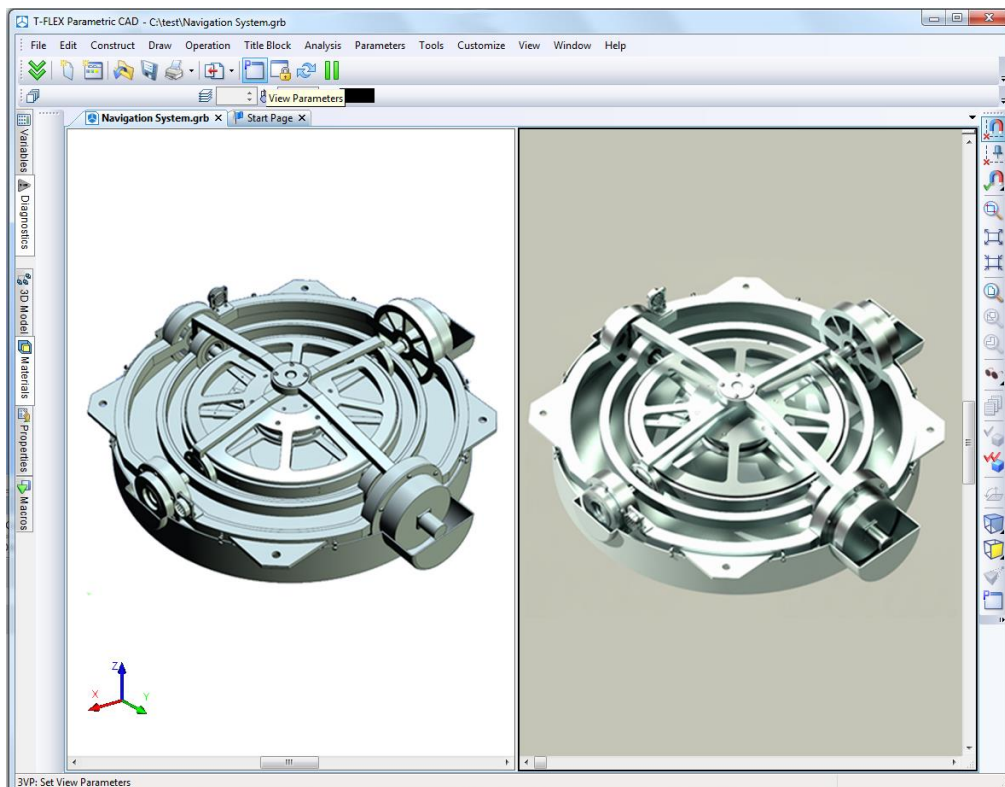 T-FLEX Parametric CAD - C:\test\Navigation System.grb
File Edit Construct Draw Operation Title Block Analysis Parameters Tools Customize View Window Help
View Parameters
Navigation System.grb
Start Page
Variables
Diagnostics
3D Model
Materials
Properties
Macros
Z
X
Y
3VP: Set View Parameters